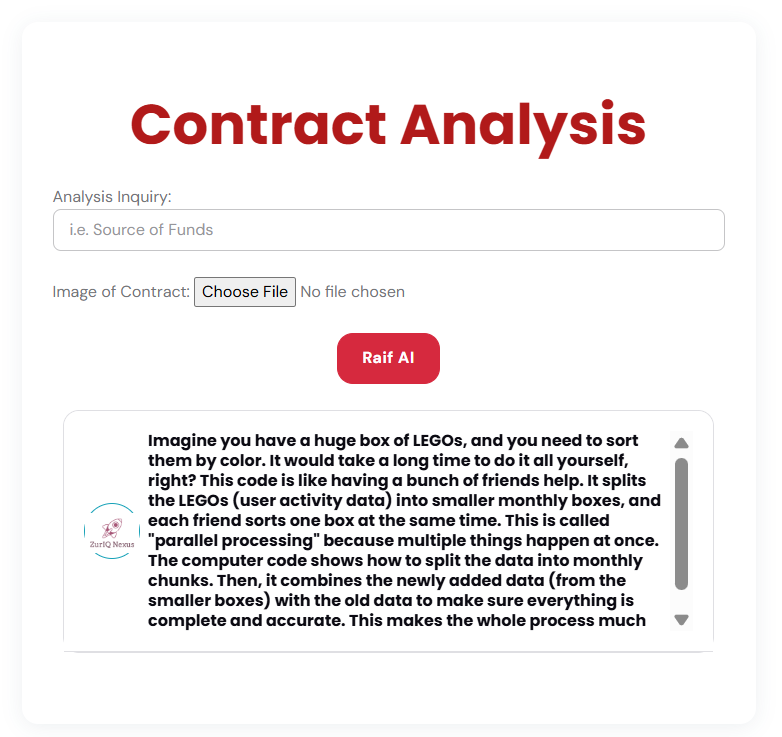 Contract Analysis
Analysis Inquiry:
i.e. Source of Funds
Image of Contract: Choose File No file chosen
Raif AI
Imagine you have a huge box of LEGOs, and you need to sort
them by color. It would take a long time to do it all yourself,
right? This code is like having a bunch of friends help. It splits
the LEGOs (user activity data) into smaller monthly boxes, and
each friend sorts one box at the same time. This is called
"parallel processing" because multiple things happen at once.
The computer code shows how to split the data into monthly
chunks. Then, it combines the newly added data (from the
smaller boxes) with the old data to make sure everything is
complete and accurate. This makes the whole process much
ZurIQ Nexus